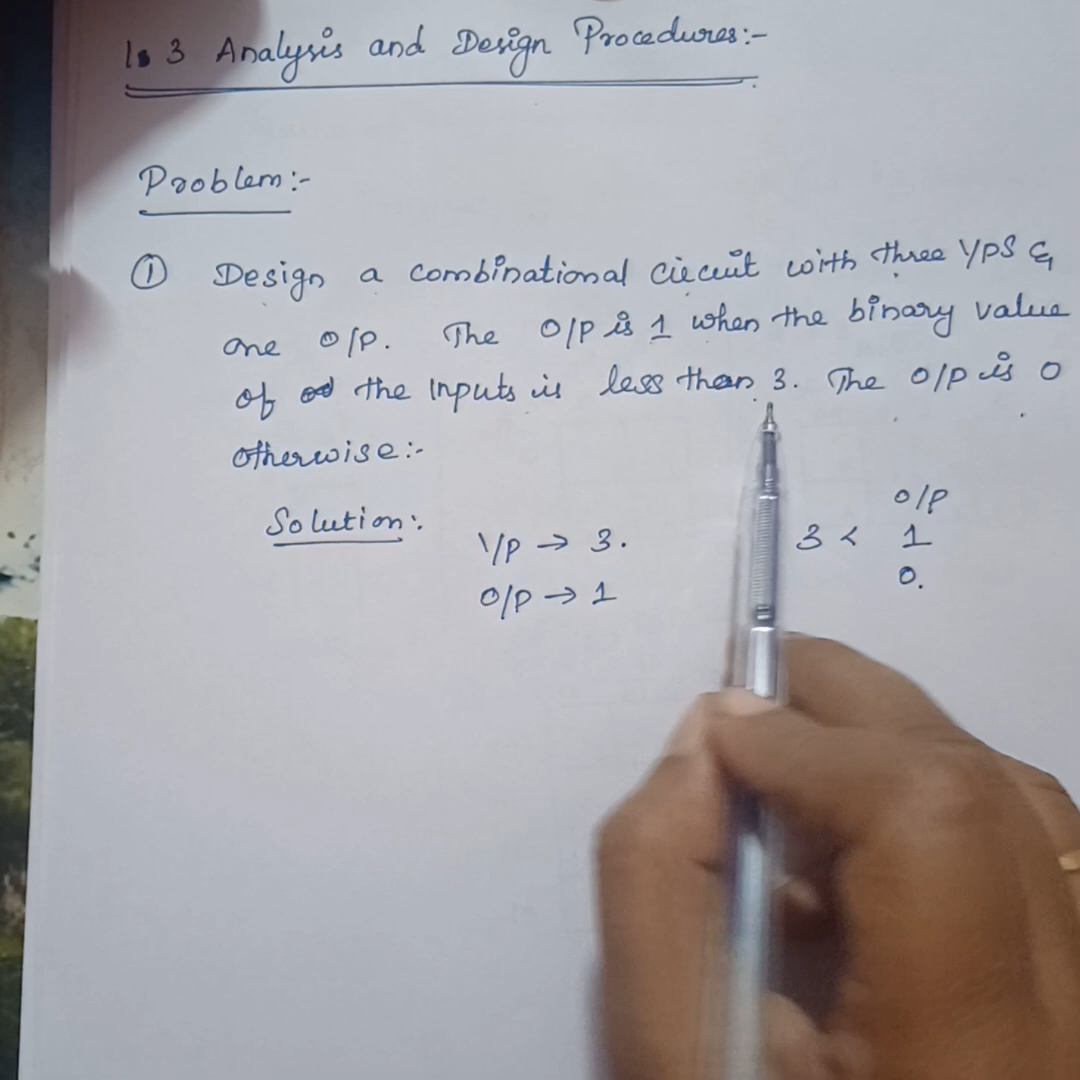 1.3 Analysis and Design Procedures:-
Problem:-
① Design a combinational circuit with three I/PS &
one O/P. The O/P is 1 when the binary value
of the Inputs is less than 3. The O/P is 0
otherwise:-
Solution:
I/P → 3.
O/P → 1
O/P
3 < 1
0.